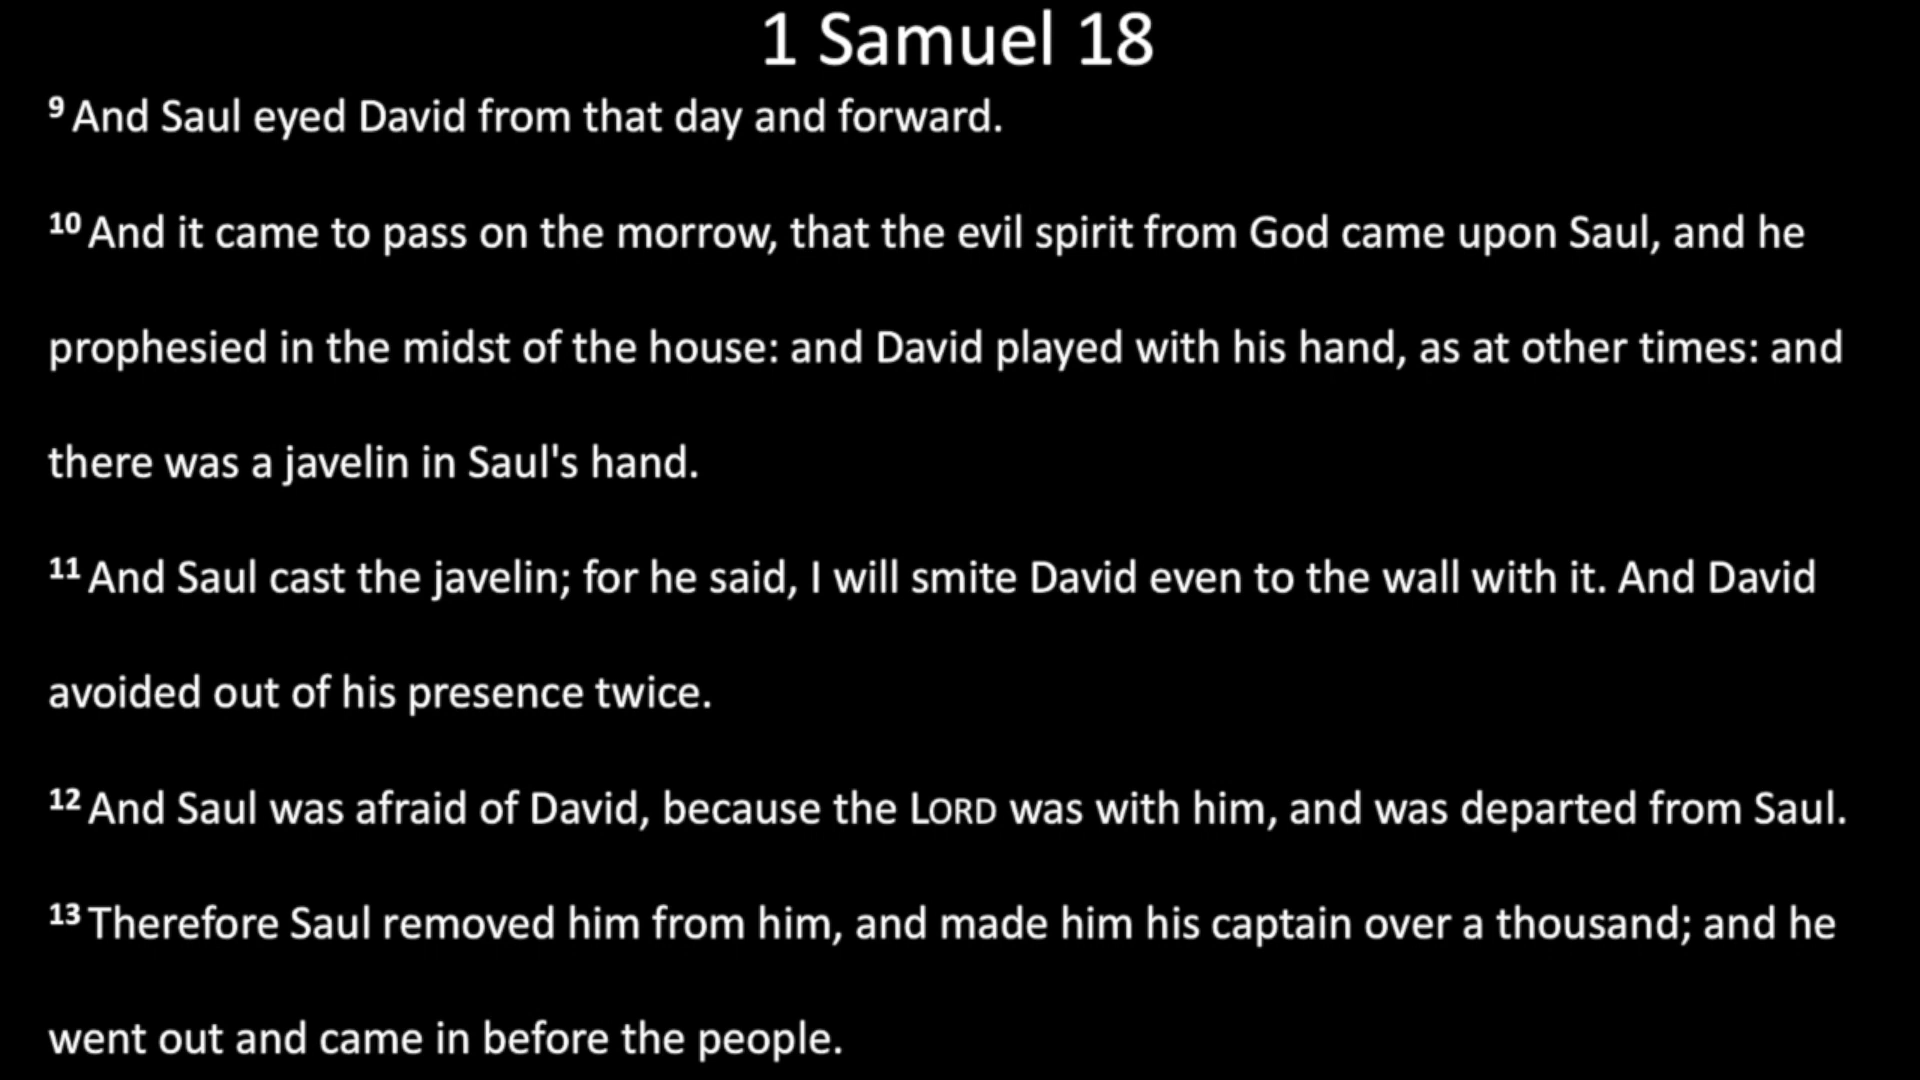 1 Samuel 18
9 And Saul eyed David from that day and forward.
10 And it came to pass on the morrow, that the evil spirit from God came upon Saul, and he
prophesied in the midst of the house: and David played with his hand, as at other times: and
there was a javelin in Saul's hand.
11 And Saul cast the javelin; for he said, I will smite David even to the wall with it. And David
avoided out of his presence twice.
12 And Saul was afraid of David, because the LORD was with him, and was departed from Saul.
13 Therefore Saul removed him from him, and made him his captain over a thousand; and he
went out and came in before the people.